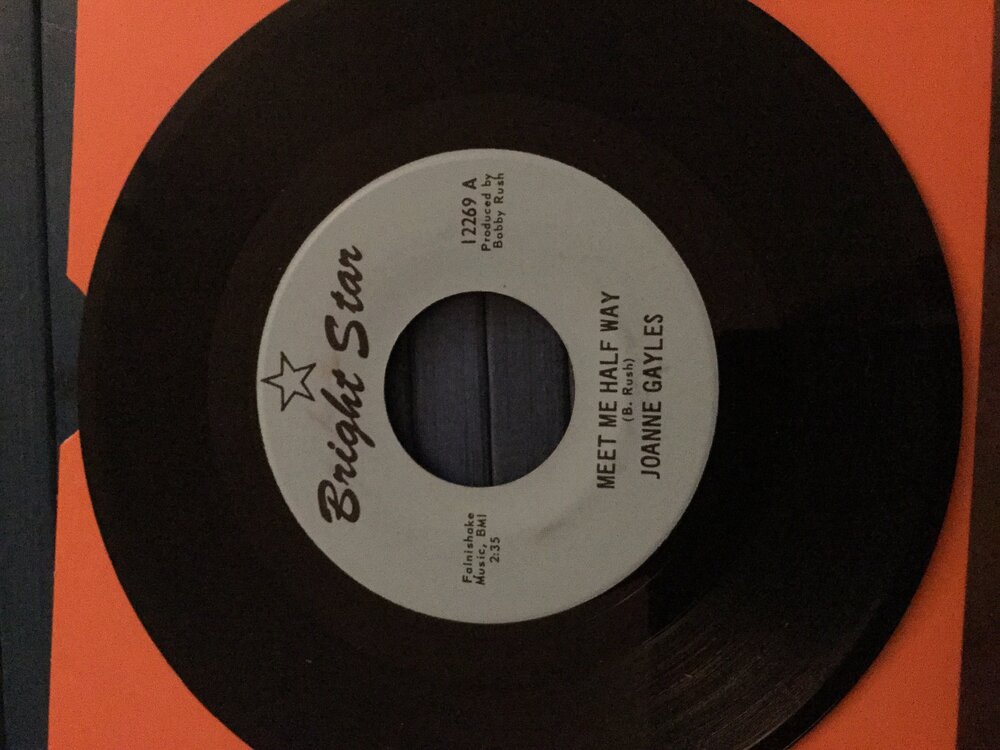 Bright Star
Falnishake
Music, BMI
2:35
12269 A
Produced by
Bobby Rush
MEET ME HALF WAY
(B. Rush)
JOANNE GAYLES